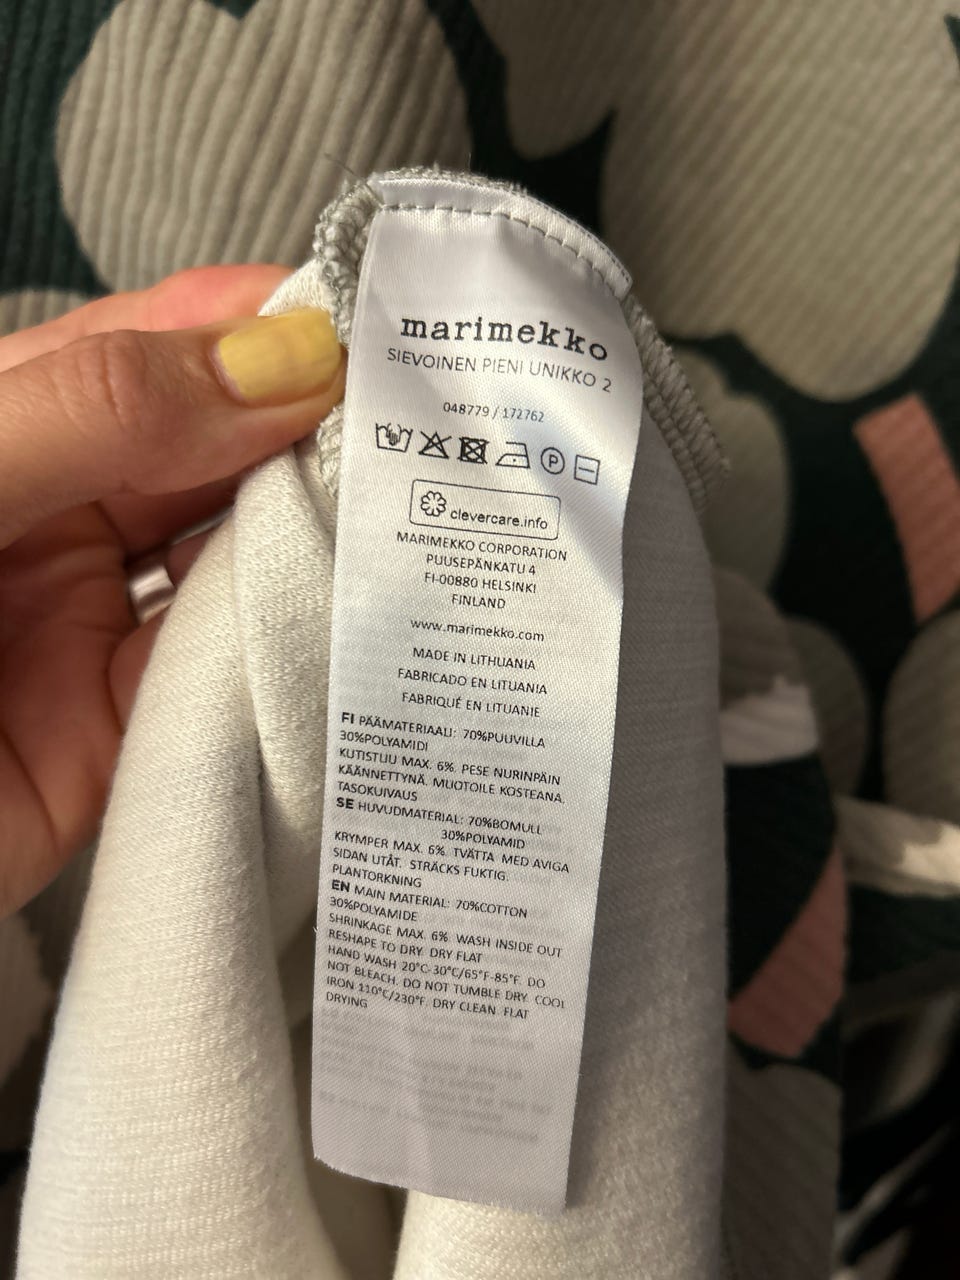 marimekko
SIEVOINEN PIENI UNIKKO 2
048779 / 172762
P
clevercare.info
MARIMEKKO CORPORATION
PUUSEPÄNKATU 4
FI-00880 HELSINKI
FINLAND
www.marimekko.com
MADE IN LITHUANIA
FABRICADO EN LITUANIA
FABRIQUÉ EN LITUANIE
FI PÄÄMATERIAALI: 70%PUUVILLA
30%POLYAMIDI
KUTISTUU MAX. 6%. PESE NURINPÄIN
KÄÄNNETTYNÄ. MUOTOILE KOSTEANA.
TASOKUIVAUS
SE HUVUDMATERIAL: 70%BOMULL
30%POLYAMID
KRYMPER MAX. 6%. TVÄTTA MED AVIGA
SIDAN UTÅT. STRÄCKS FUKTIG.
PLANTORKNING
EN MAIN MATERIAL: 70%COTTON
30%POLYAMIDE
SHRINKAGE MAX. 6%. WASH INSIDE OUT
RESHAPE TO DRY. DRY FLAT
HAND WASH 20°C-30°C/65°F-85°F. DO
NOT BLEACH. DO NOT TUMBLE DRY. COOL
IRON 110°C/230°F. DRY CLEAN. FLAT
DRYING